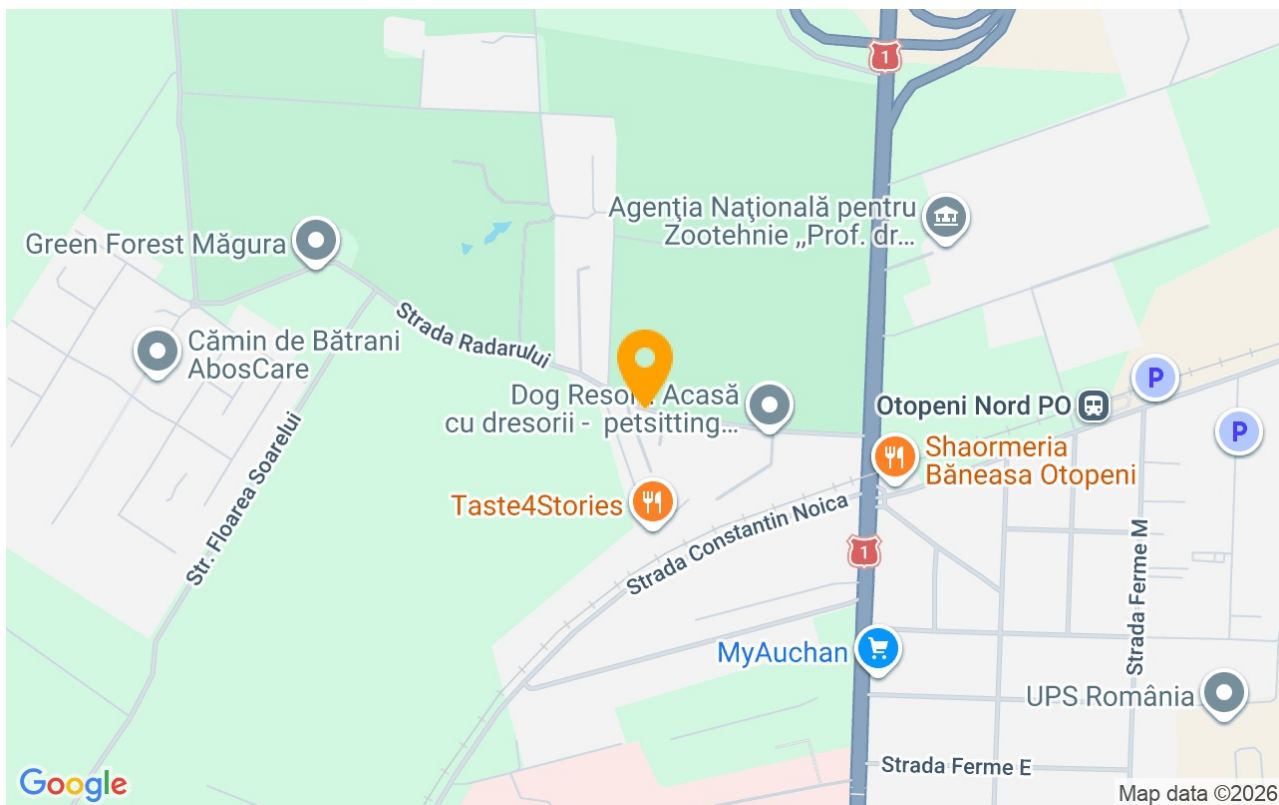 1
Agenția Națională pentru
Zootehnie „Prof. dr...
Green Forest Măgura
Strada Radarului
Cămin de Bătrani
AbosCare
P
Dog Resort Acasă
cu dresorii - petsitting...
Otopeni Nord PO
P
Shaormeria
Băneasa Otopeni
Taste4Stories
Strada Constantin Noica
Str. Floarea Soarelui
1
Strada Ferme M
MyAuchan
UPS România
Strada Ferme E
Google
Map data ©2026